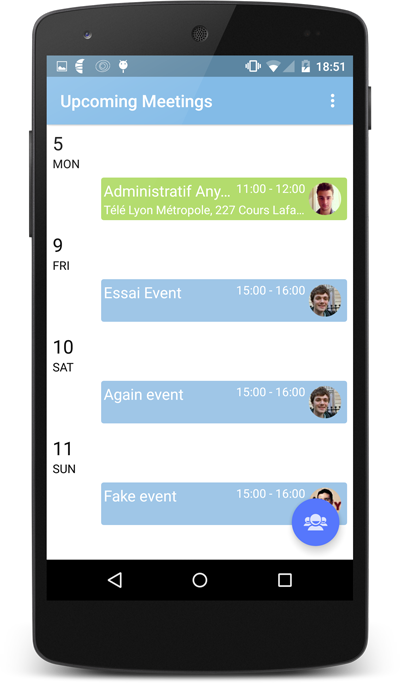 18:51
Upcoming Meetings
5
MON
Administratif Any... 11:00 - 12:00
Télé Lyon Métropole, 227 Cours Lafa...
9
FRI
Essai Event 15:00 - 16:00
10
SAT
Again event 15:00 - 16:00
11
SUN
Fake event 15:00 - 16:00